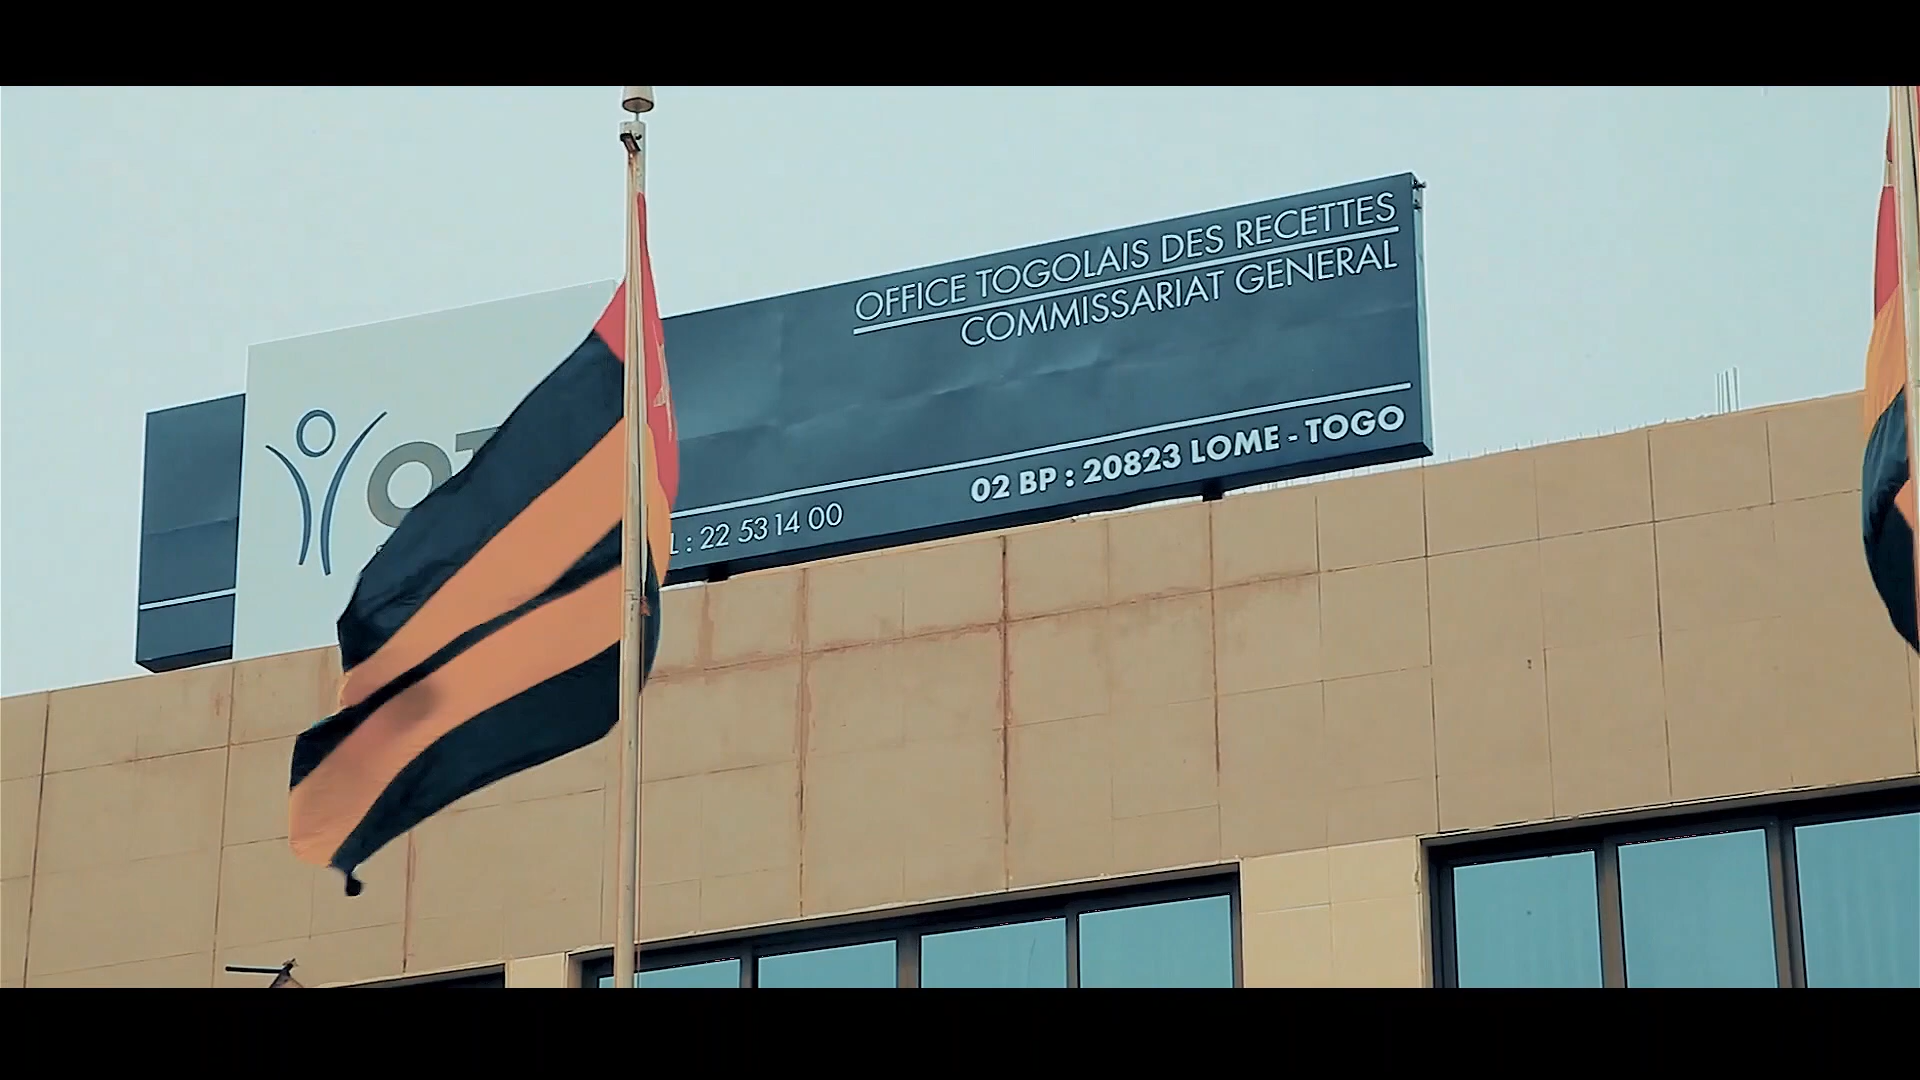 OFFICE TOGOLAIS DES RECETTES
COMMISSARIAT GENERAL
02 BP : 20823 LOME - TOGO
: 22 53 14 00